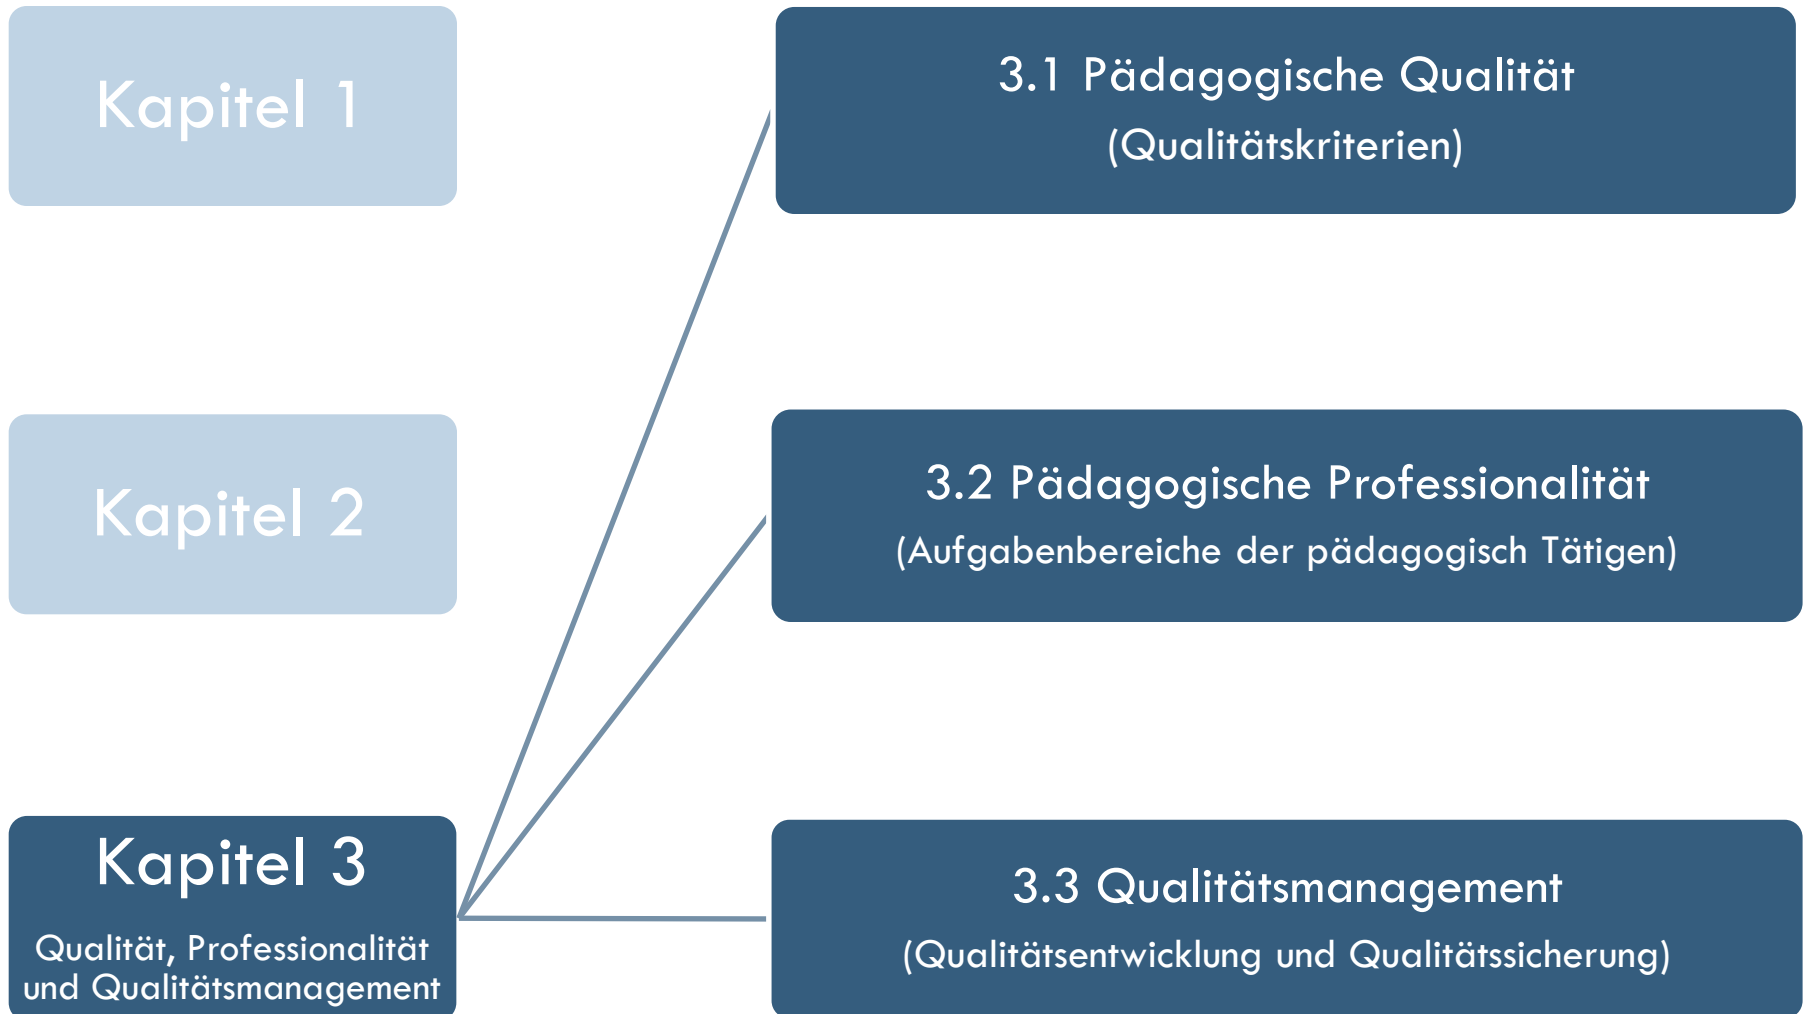 Kapitel 1
3.1 Pädagogische Qualität
(Qualitätskriterien)
Kapitel 2
3.2 Pädagogische Professionalität
(Aufgabenbereiche der pädagogisch Tätigen)
Kapitel 3
Qualität, Professionalität
und Qualitätsmanagement
3.3 Qualitätsmanagement
(Qualitätsentwicklung und Qualitätssicherung)